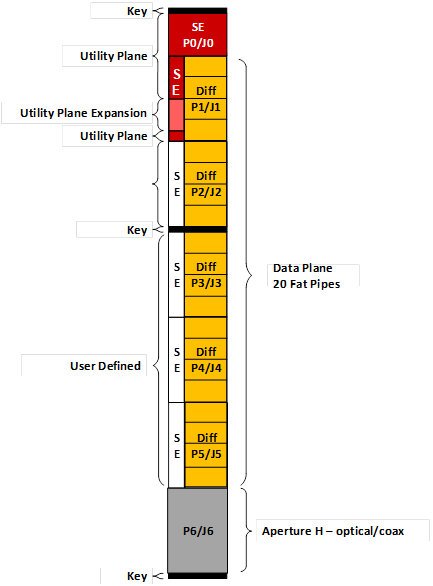 Key
SE
P0/J0
Utility Plane
S
E
Diff
P1/J1
Utility Plane Expansion
Utility Plane
S
E
Diff
P2/J2
Key
S
E
Diff
P3/J3
Data Plane
20 Fat Pipes
User Defined
S
E
Diff
P4/J4
S
E
Diff
P5/J5
P6/J6
Aperture H – optical/coax
Key